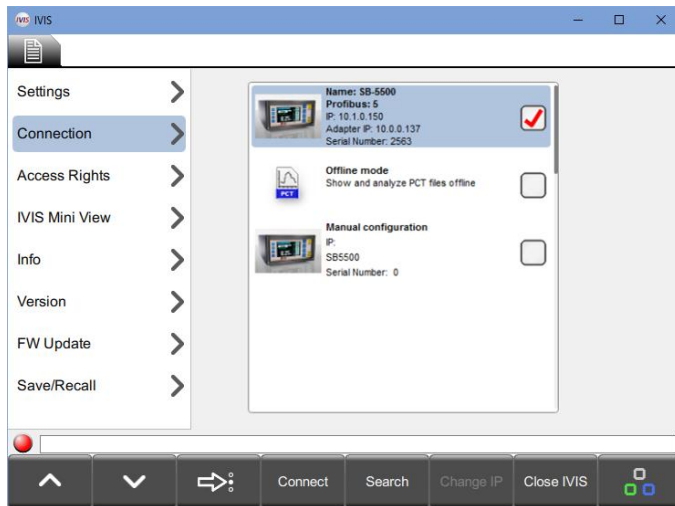 IVIS IVIS
Settings
Connection
Access Rights
IVIS Mini View
Info
Version
FW Update
Save/Recall
Name: SB-5500
Profibus: 5
IP: 10.1.0.150
Adapter IP: 10.0.0.137
Serial Number: 2563
Offline mode
Show and analyze PCT files offline
PCT
Manual configuration
IP:
SB5500
Serial Number: 0
Connect Search Change IP Close IVIS